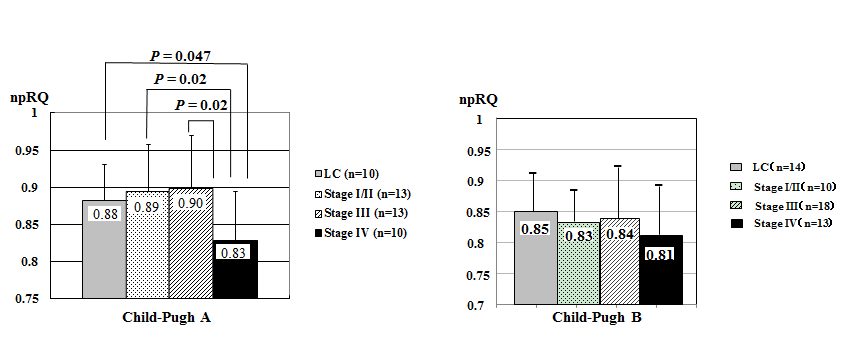 P = 0.047
P = 0.02
P = 0.02
npRQ
1
0.95
0.9
0.85
0.8
0.75
0.88
0.89
0.90
0.83
Child-Pugh A
LC (n=10)
Stage I/II (n=13)
Stage III (n=13)
Stage IV (n=10)
npRQ
1
0.95
0.9
0.85
0.8
0.75
0.7
0.85
0.83
0.84
0.81
Child-Pugh B
LC(n=14)
Stage I/II(n=10)
Stage III(n=18)
Stage IV(n=13)